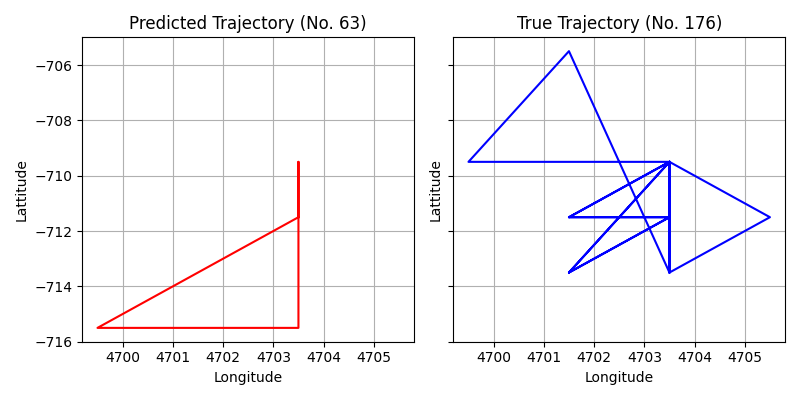 Predicted Trajectory (No. 63)
True Trajectory (No. 176)
−706
−708
−710
−712
−714
−716
Lattitude
Lattitude
4700 4701 4702 4703 4704 4705
4700 4701 4702 4703 4704 4705
Longitude
Longitude